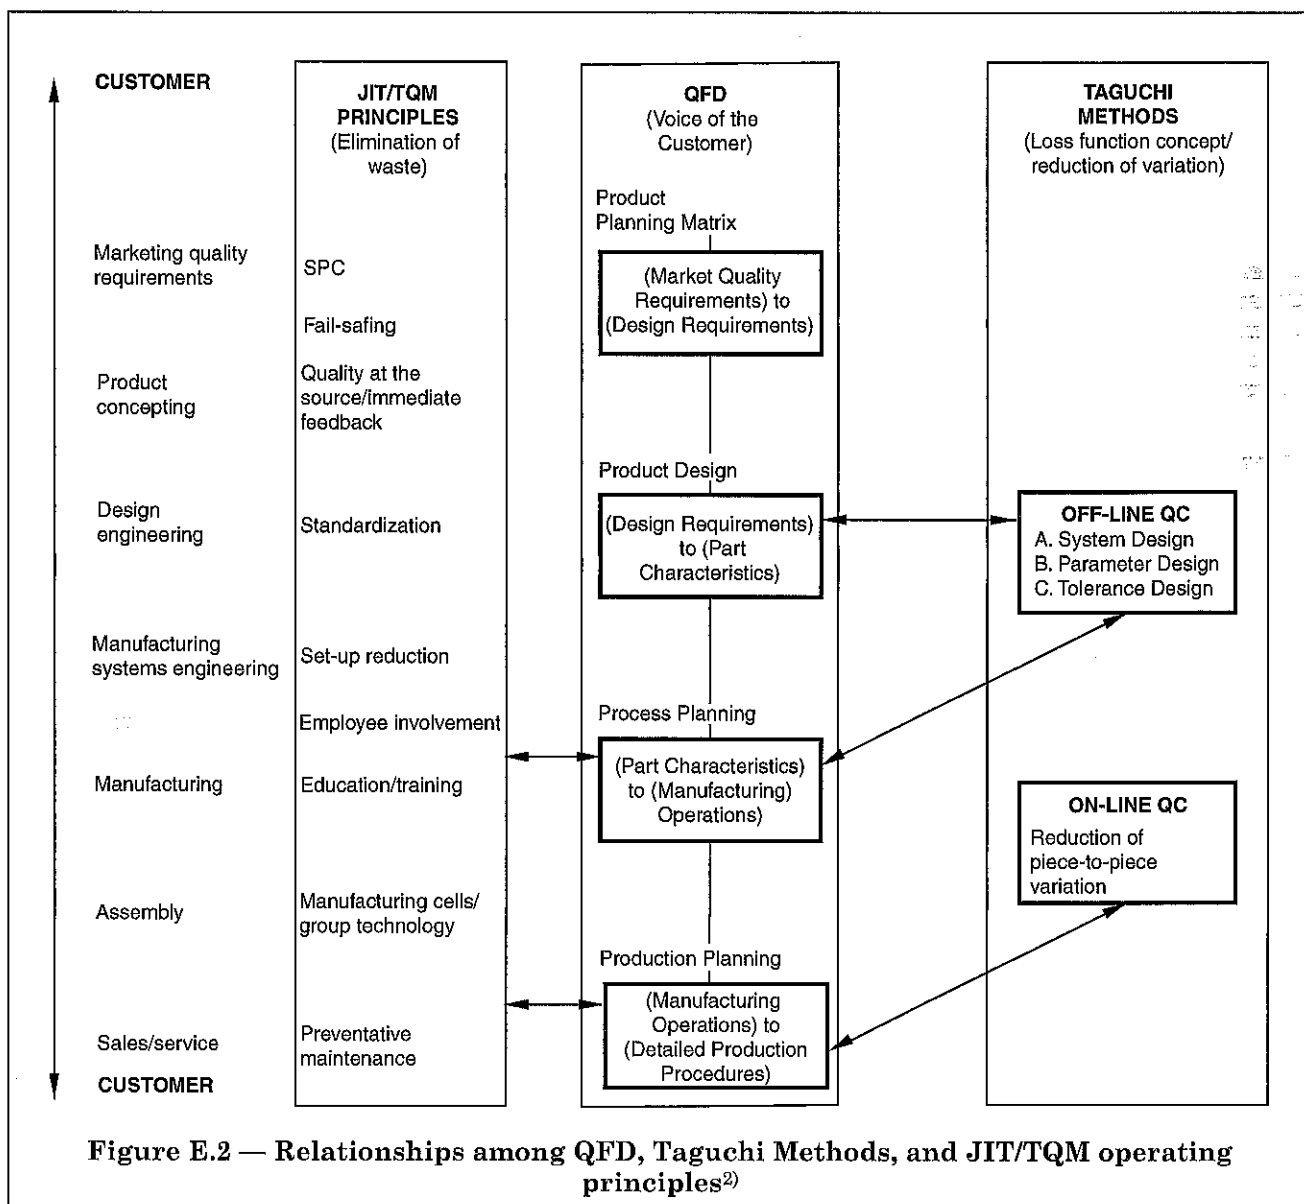 CUSTOMER
Marketing quality
requirements
Product
concepting
Design
engineering
Manufacturing
systems engineering
Manufacturing
Assembly
Sales/service
CUSTOMER
JIT/TQM
PRINCIPLES
(Elimination of
waste)
SPC
Fail-safing
Quality at the
source/immediate
feedback
Standardization
Set-up reduction
Employee involvement
Education/training
Manufacturing cells/
group technology
Preventative
maintenance
QFD
(Voice of the
Customer)
Product
Planning Matrix
(Market Quality
Requirements) to
(Design Requirements)
Product Design
(Design Requirements)
to (Part
Characteristics)
Process Planning
(Part Characteristics)
to (Manufacturing)
Operations)
Production Planning
(Manufacturing
Operations) to
(Detailed Production
Procedures)
TAGUCHI
METHODS
(Loss function concept/
reduction of variation)
OFF-LINE QC
A. System Design
B. Parameter Design
C. Tolerance Design
ON-LINE QC
Reduction of
piece-to-piece
variation
Figure E.2 — Relationships among QFD, Taguchi Methods, and JIT/TQM operating
principles2)